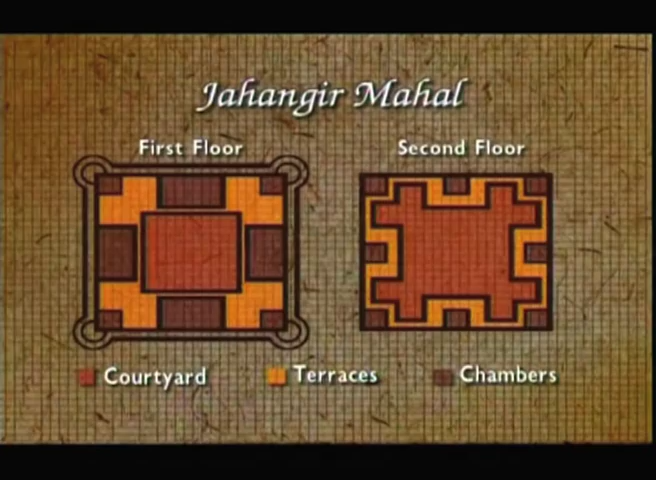 Jahangir Mahal
First Floor
Second Floor
Courtyard
Terraces
Chambers